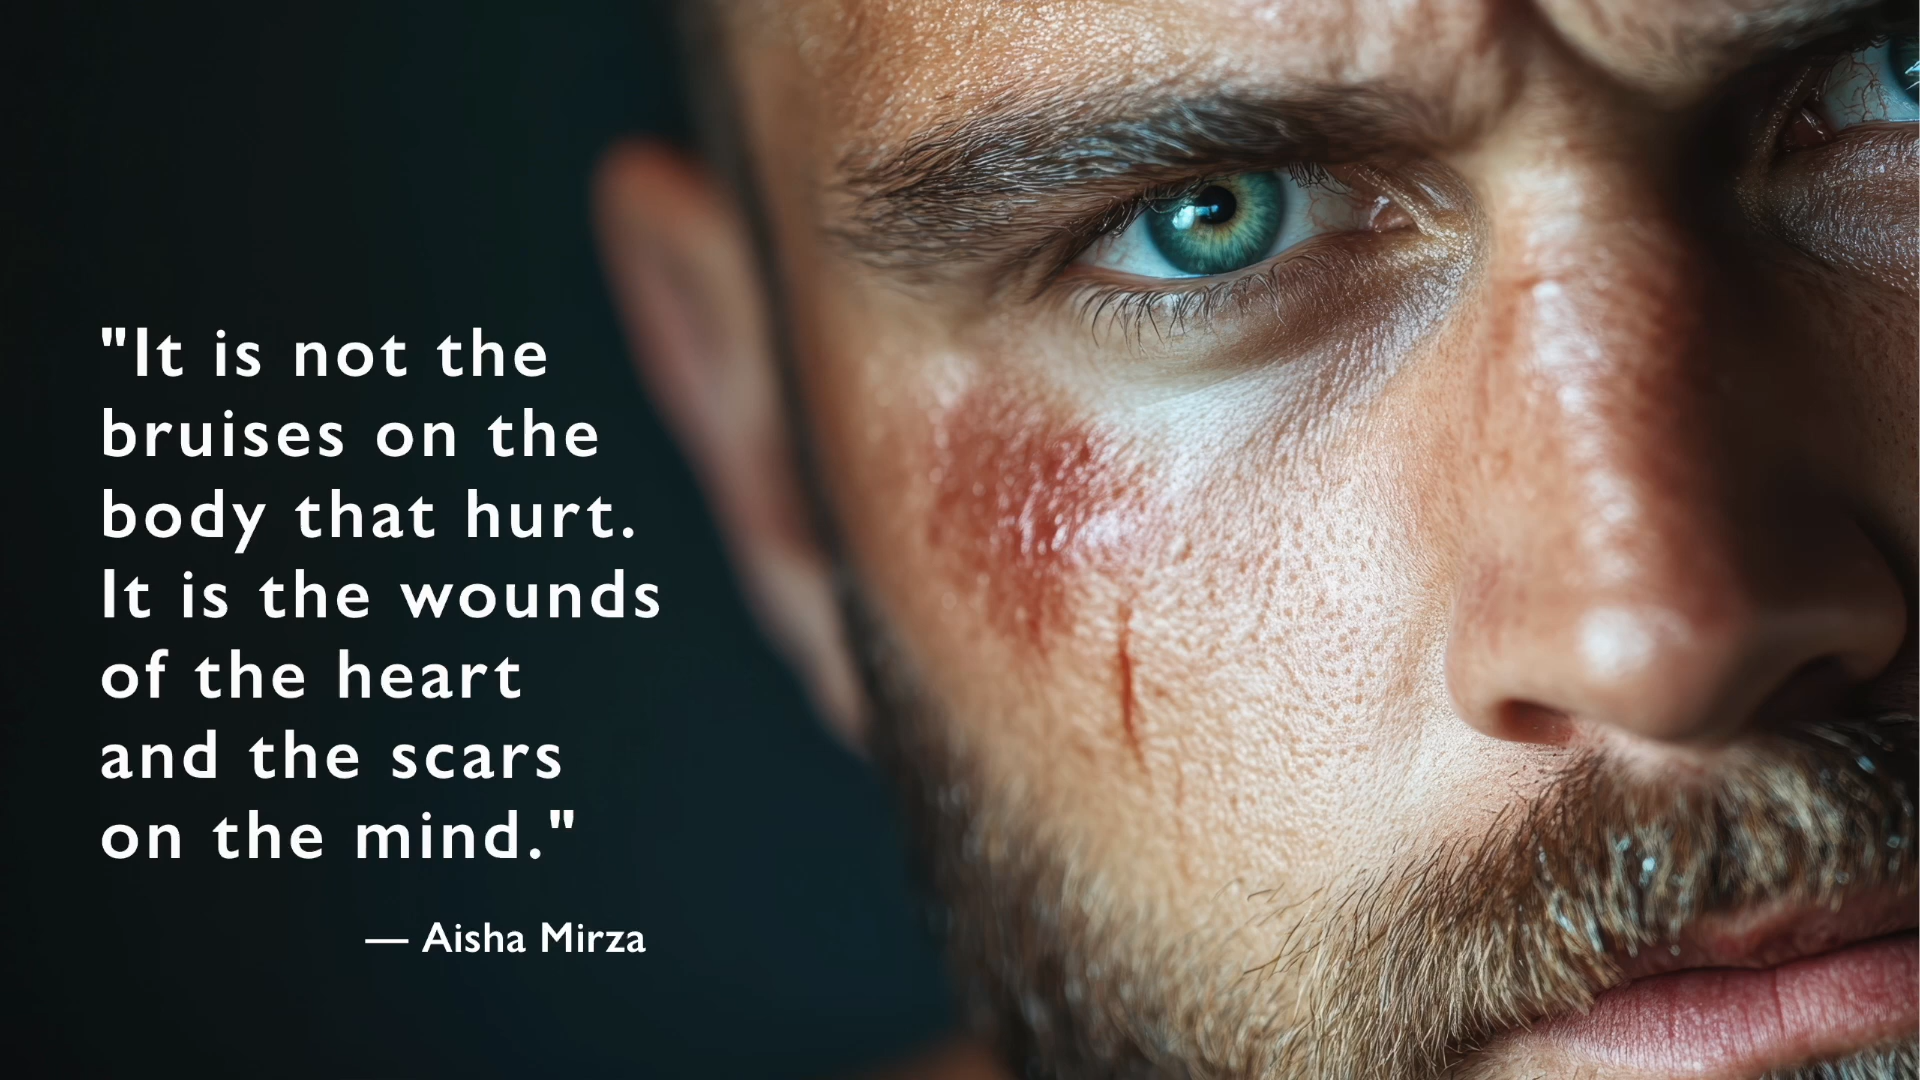 "It is not the
bruises on the
body that hurt.
It is the wounds
of the heart
and the scars
on the mind."
— Aisha Mirza